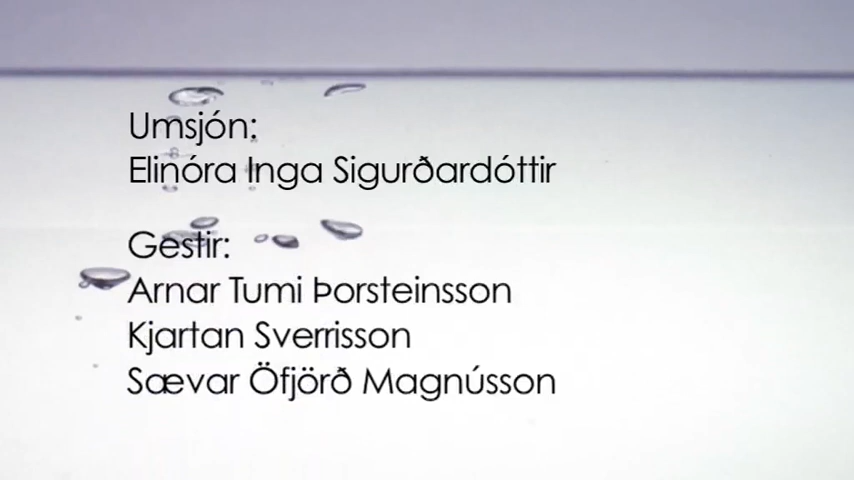 Umsjón:
Elinóra Inga Sigurðardóttir
Gestir:
Arnar Tumi Þorsteinsson
Kjartan Sverrisson
Sævar Öfjörð Magnússon